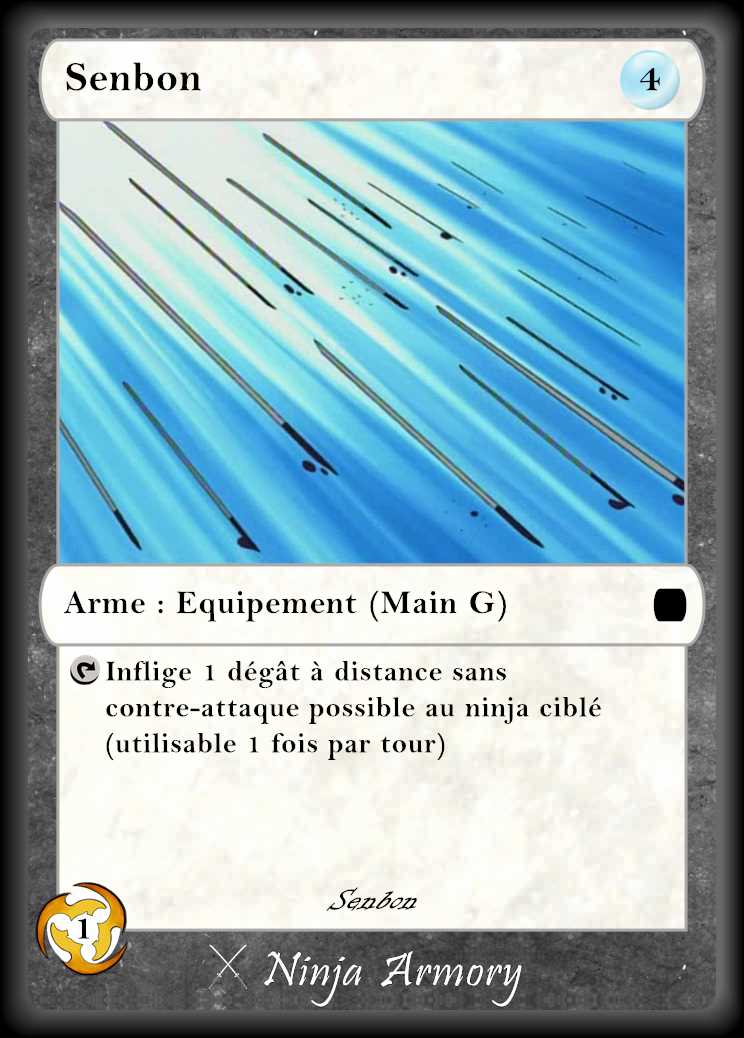 Senbon
4
Arme : Equipement (Main G)
Inflige 1 dégât à distance sans
contre-attaque possible au ninja ciblé
(utilisable 1 fois par tour)
Senbon
1
Ninja Armory